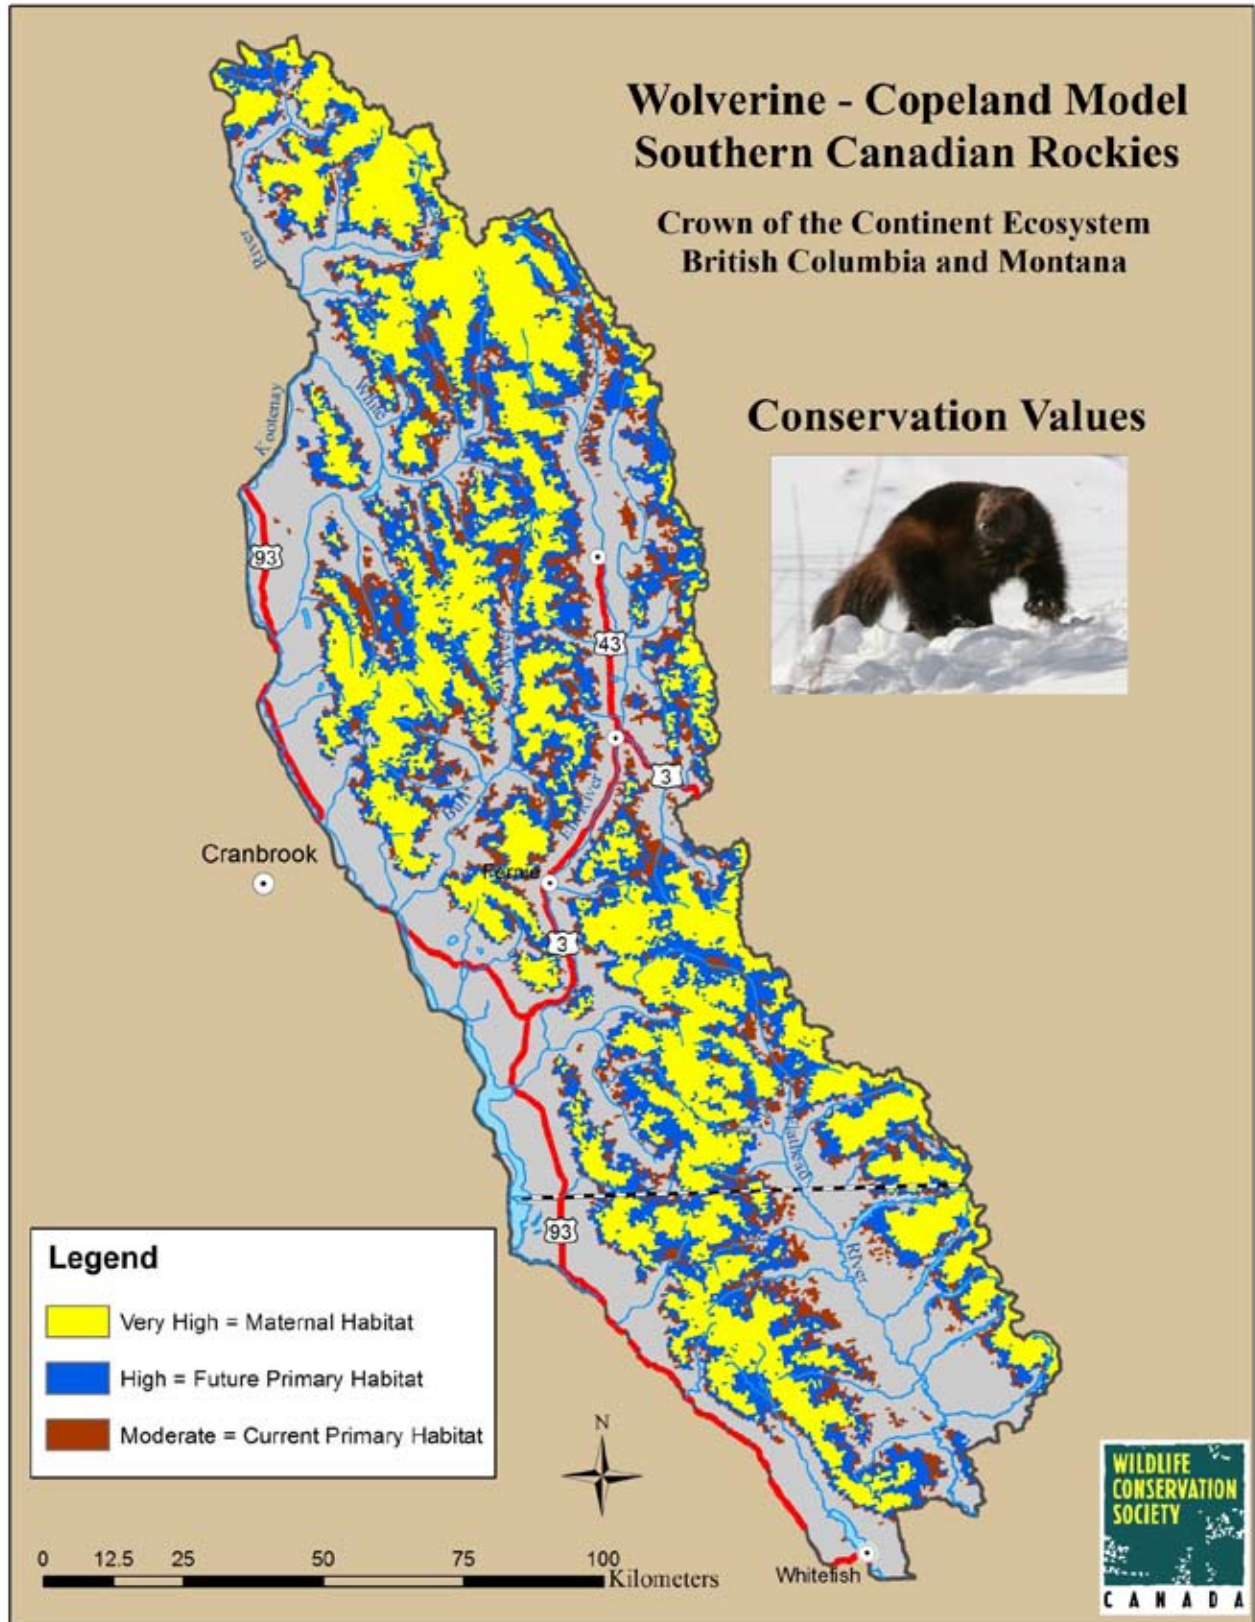 Wolverine - Copeland Model
Southern Canadian Rockies
Crown of the Continent Ecosystem
British Columbia and Montana
Conservation Values
River
Kootenay
White
93
43
River
3
Bull
Elk River
Cranbrook
Fernie
3
Flathead
93
River
Legend
Very High = Maternal Habitat
High = Future Primary Habitat
Moderate = Current Primary Habitat
N
0 12.5 25 50 75 100
Kilometers
Whitefish
WILDLIFE
CONSERVATION
SOCIETY
CANADA